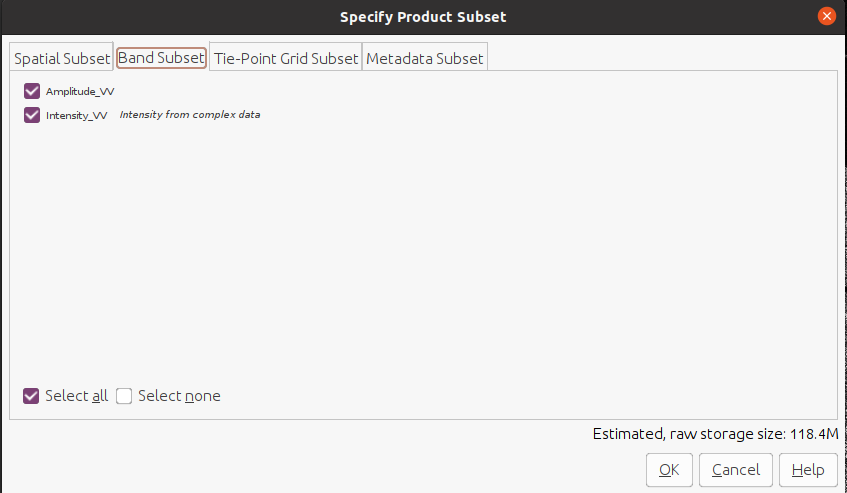 Specify Product Subset
Spatial Subset Band Subset Tie-Point Grid Subset Metadata Subset
Amplitude_VV
Intensity_VV Intensity from complex data
Select all Select none
Estimated, raw storage size: 118.4M
OK Cancel Help